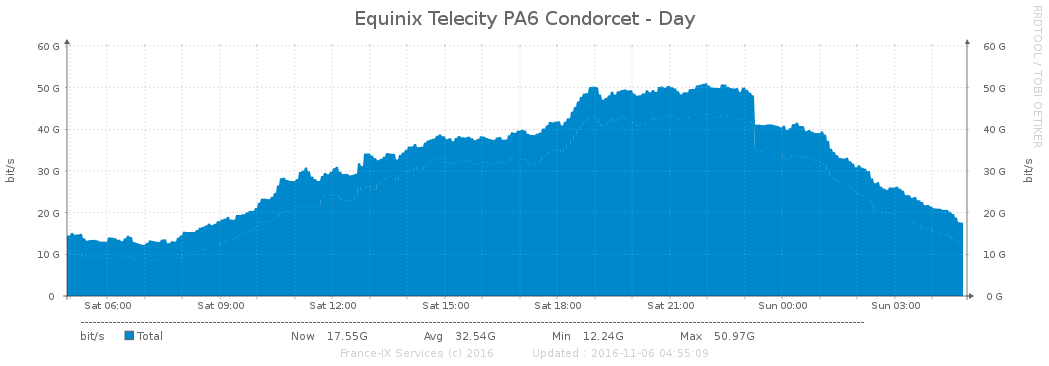 Equinix Telecity PA6 Condorcet - Day
RRDTOOL / TOBI OETIKER
60 G 60 G
50 G 50 G
40 G 40 G
30 G 30 G
20 G 20 G
10 G 10 G
0 0 G
bit/s bit/s
Sat 06:00 Sat 09:00 Sat 12:00 Sat 15:00 Sat 18:00 Sat 21:00 Sun 00:00 Sun 03:00
bit/s Total Now 17.55G Avg 32.54G Min 12.24G Max 50.97G
France-IX Services (c) 2016 Updated : 2016-11-06 04:55:09